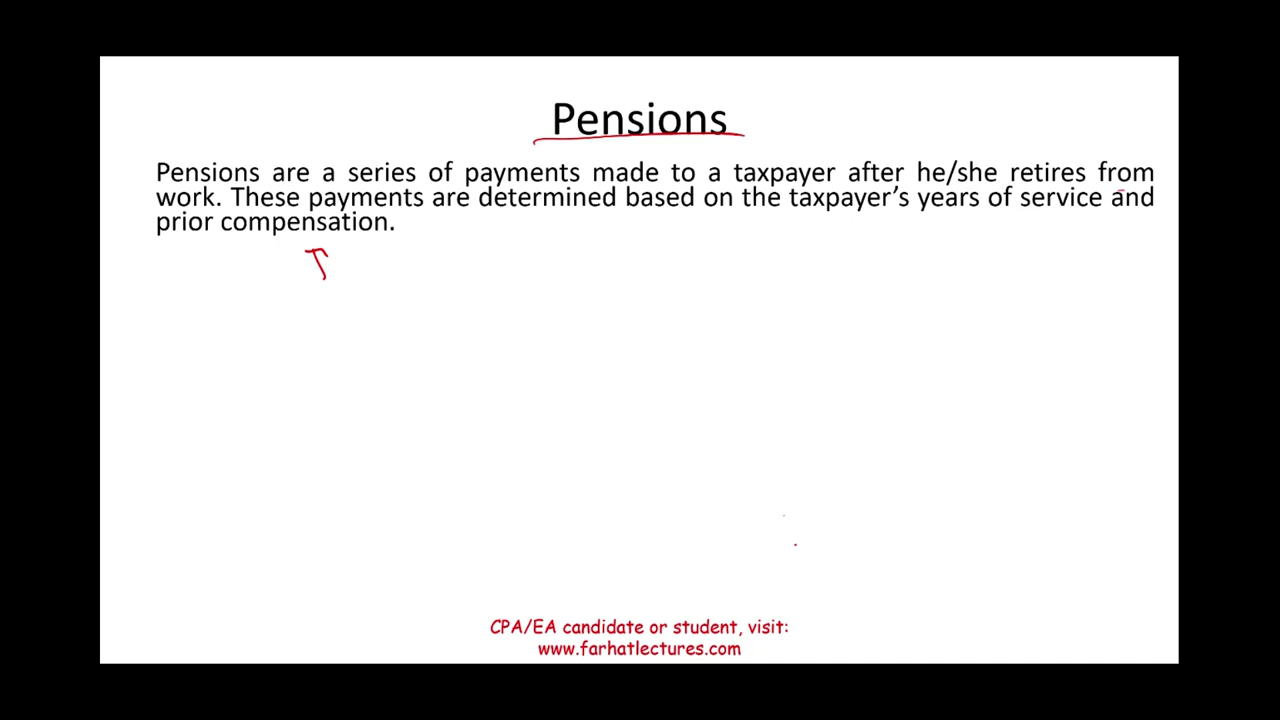 Pensions
Pensions are a series of payments made to a taxpayer after he/she retires from
work. These payments are determined based on the taxpayer’s years of service and
prior compensation.
CPA/EA candidate or student, visit:
www.farhatlectures.com